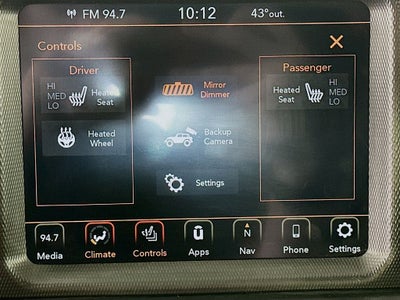 FM 94.7 10:12 43°out.
Controls
Driver
HI
MED
LO
Heated
Seat
Heated
Wheel
Mirror
Dimmer
Backup
Camera
Settings
Passenger
Heated
Seat
HI
MED
LO
94.7
Media
Climate
Controls
Apps
N
Nav
Phone
Settings